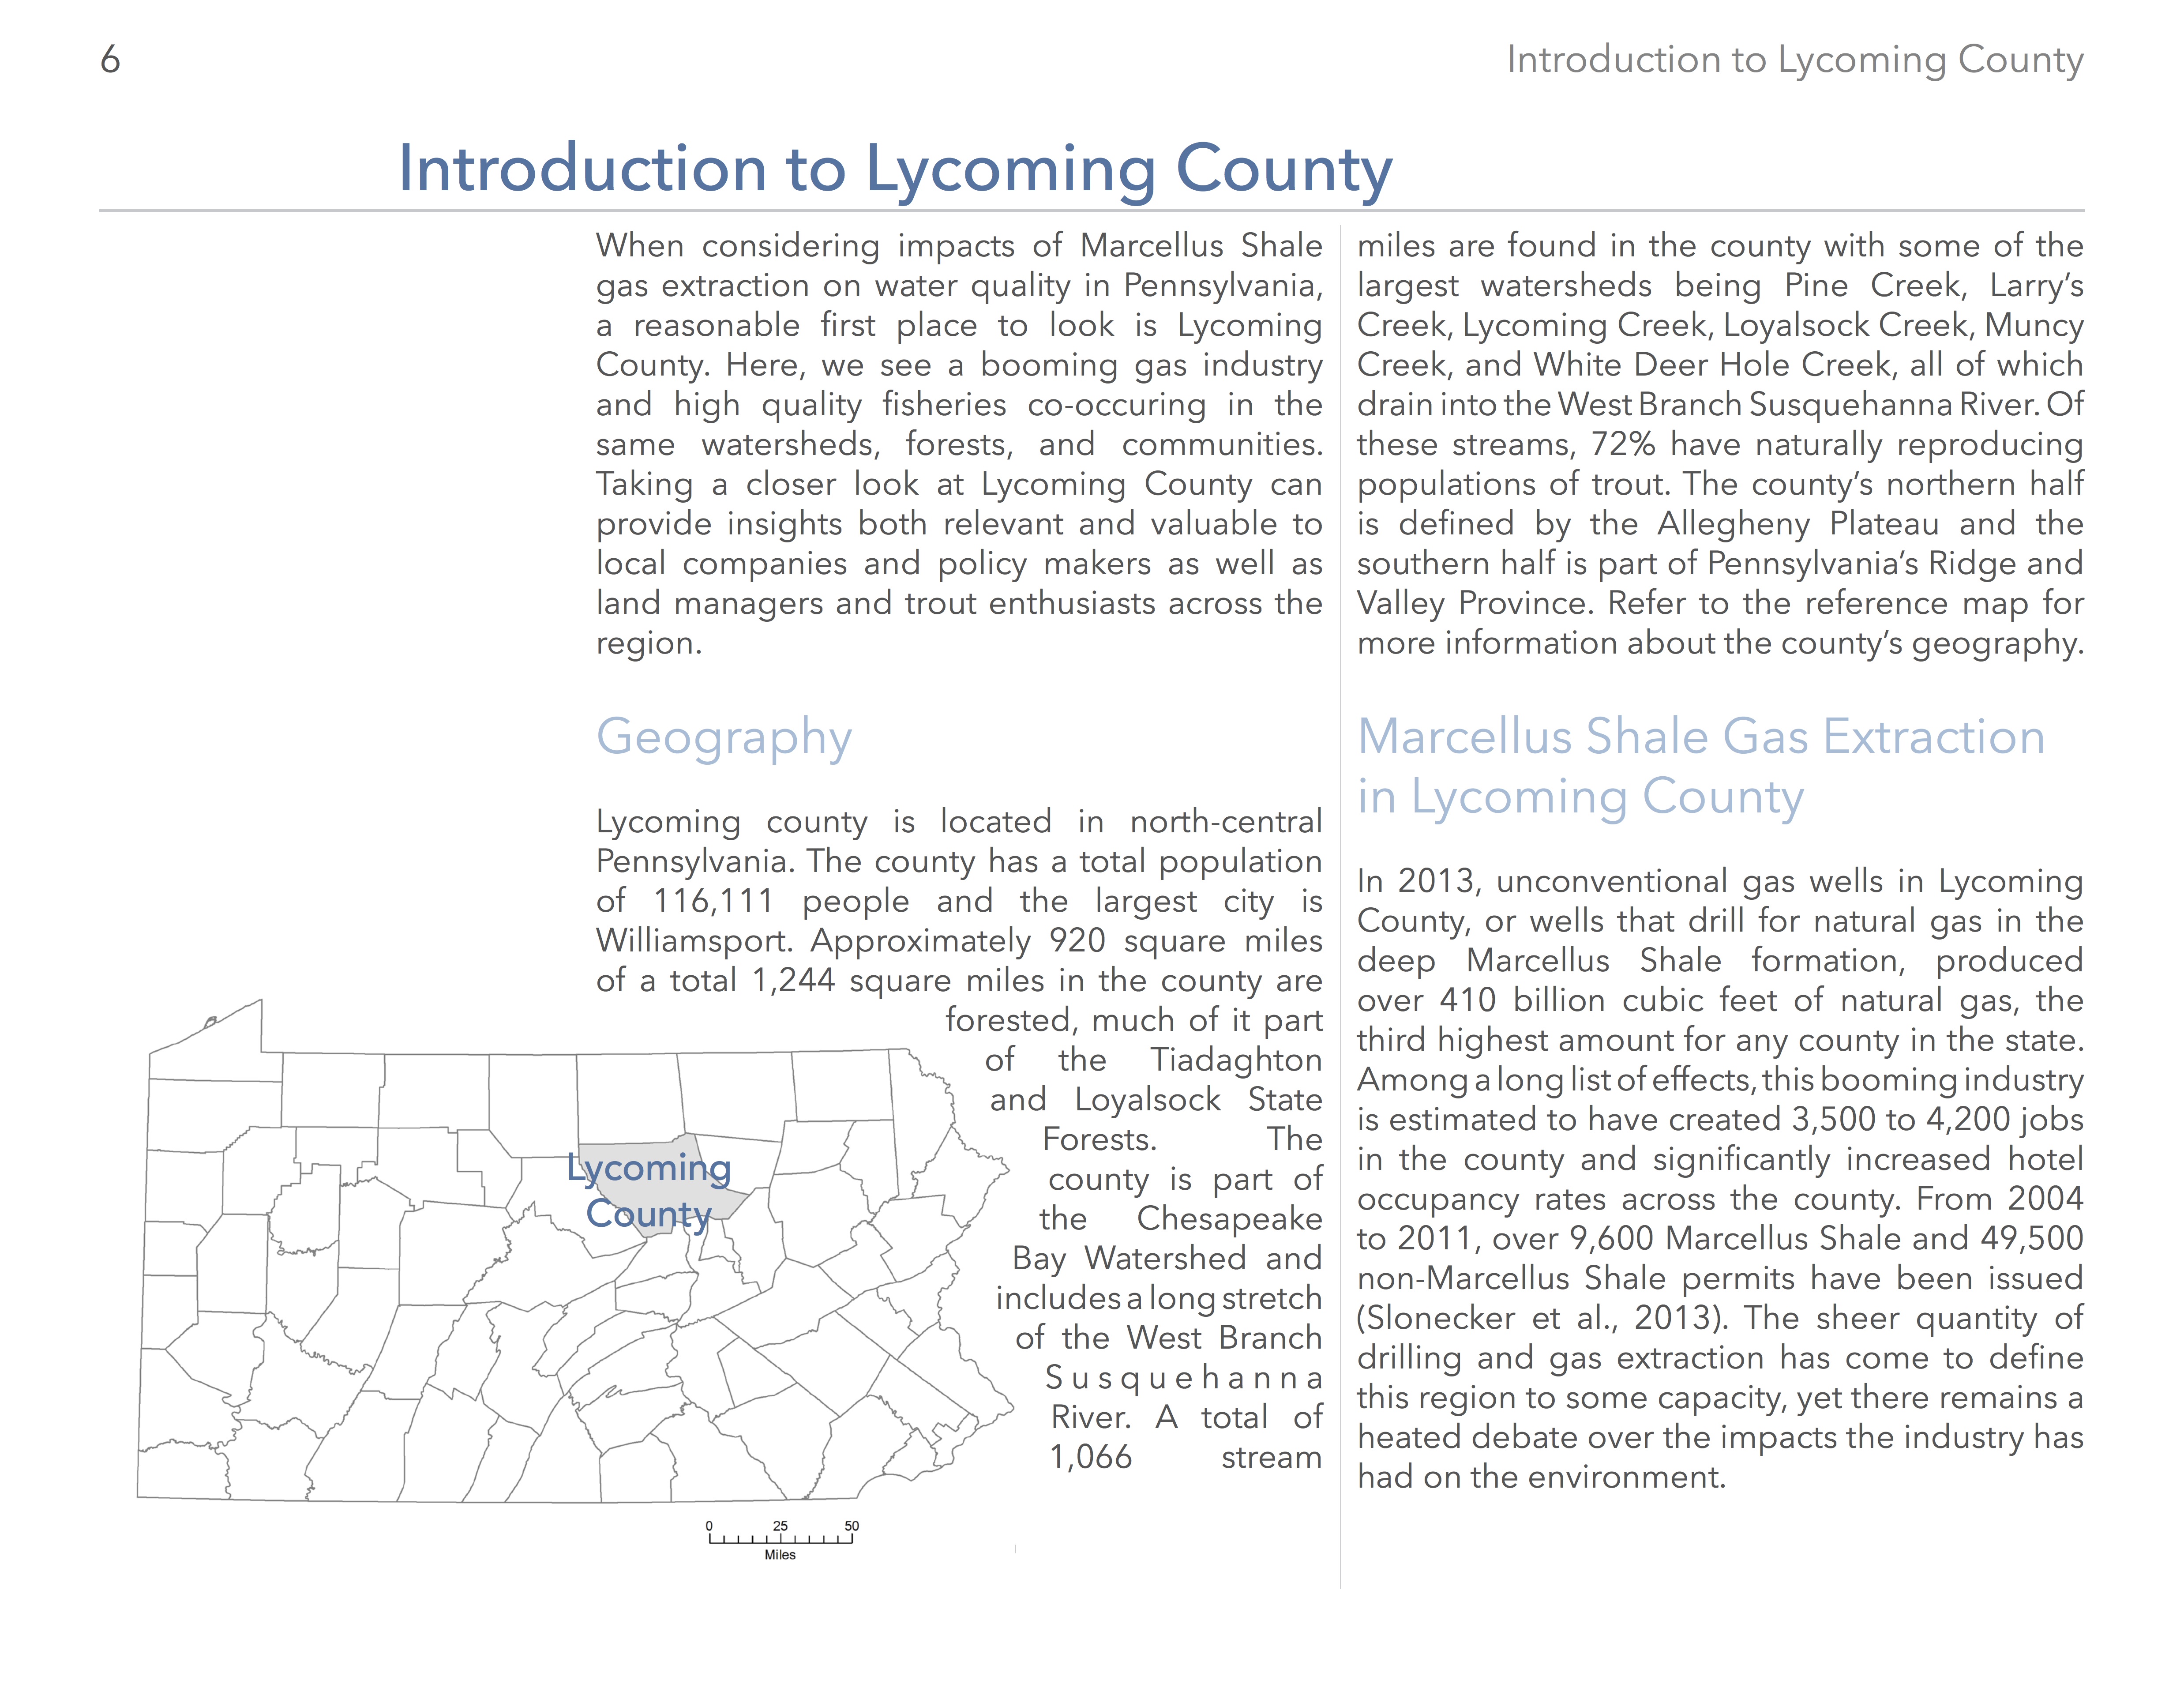 6
Introduction to Lycoming County
Introduction to Lycoming County
When considering impacts of Marcellus Shale
gas extraction on water quality in Pennsylvania,
a reasonable first place to look is Lycoming
County. Here, we see a booming gas industry
and high quality fisheries co-occuring in the
same watersheds, forests, and communities.
Taking a closer look at Lycoming County can
provide insights both relevant and valuable to
local companies and policy makers as well as
land managers and trout enthusiasts across the
region.
Geography
Lycoming county is located in north-central
Pennsylvania. The county has a total population
of 116,111 people and the largest city is
Williamsport. Approximately 920 square miles
of a total 1,244 square miles in the county are
forested, much of it part
of the Tiadaghton
and Loyalsock State
Forests. The
county is part of
the Chesapeake
Bay Watershed and
includes a long stretch
of the West Branch
Susquehanna
River. A total of
1,066 stream
Lycoming
County
0 25 50
Miles
miles are found in the county with some of the
largest watersheds being Pine Creek, Larry's
Creek, Lycoming Creek, Loyalsock Creek, Muncy
Creek, and White Deer Hole Creek, all of which
drain into the West Branch Susquehanna River. Of
these streams, 72% have naturally reproducing
populations of trout. The county's northern half
is defined by the Allegheny Plateau and the
southern half is part of Pennsylvania's Ridge and
Valley Province. Refer to the reference map for
more information about the county's geography.
Marcellus Shale Gas Extraction
in Lycoming County
In 2013, unconventional gas wells in Lycoming
County, or wells that drill for natural gas in the
deep Marcellus Shale formation, produced
over 410 billion cubic feet of natural gas, the
third highest amount for any county in the state.
Among a long list of effects, this booming industry
is estimated to have created 3,500 to 4,200 jobs
in the county and significantly increased hotel
occupancy rates across the county. From 2004
to 2011, over 9,600 Marcellus Shale and 49,500
non-Marcellus Shale permits have been issued
(Slonecker et al., 2013). The sheer quantity of
drilling and gas extraction has come to define
this region to some capacity, yet there remains a
heated debate over the impacts the industry has
had on the environment.